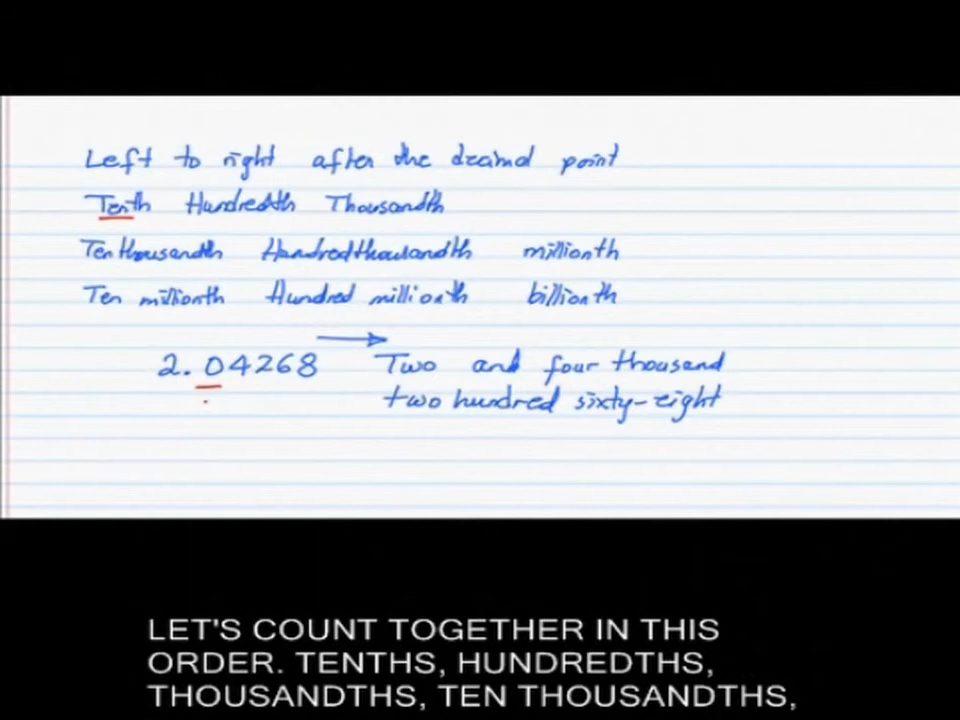 Left to right after the decimal point
Tenth Hundredth Thousandth
Tenthousandth Hundredthousandth millionth
Ten millionth Hundred millionth billionth
2.04268 Two and four thousand
two hundred sixty-eight
LET'S COUNT TOGETHER IN THIS
ORDER. TENTHS, HUNDREDTHS,
THOUSANDTHS, TEN THOUSANDTHS,